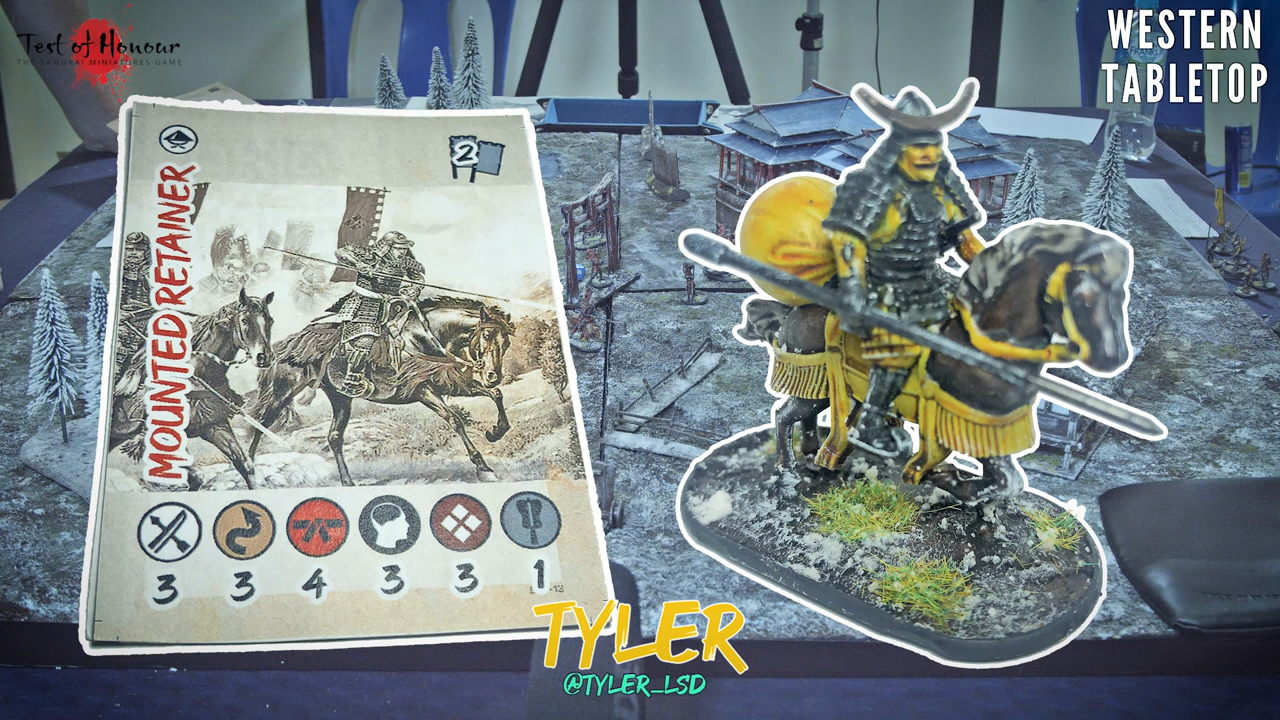 Test of Honour
THE SAMURAI MINIATURES GAME
WESTERN
TABLETOP
2
MOUNTED RETAINER
3 3 4 3 3 1
TYLER
@TYLER_LSD